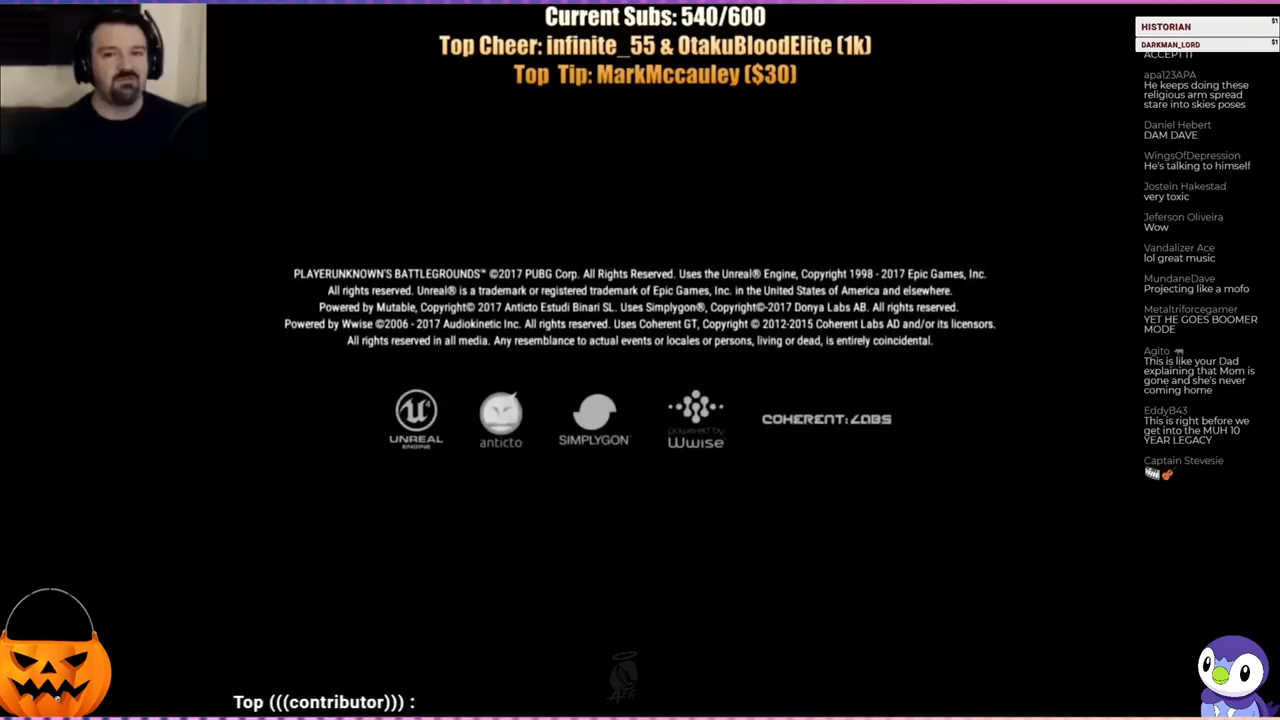 Current Subs: 540/600
Top Cheer: infinite_55 & OtakuBloodElite (1k)
Top Tip: MarkMccauley ($30)
HISTORIAN $1
DARKMAN_LORD $1
ACCEPT IT
apa123APA
He keeps doing these
religious arm spread
stare into skies poses
Daniel Hebert
DAM DAVE
WingsOfDepression
He's talking to himself
Jostein Hakestad
very toxic
Jeferson Oliveira
Wow
Vandalizer Ace
lol great music
MundaneDave
Projecting like a mofo
Metaltriforcegamer
YET HE GOES BOOMER
MODE
Agito
This is like your Dad
explaining that Mom is
gone and she's never
coming home
EddyB43
This is right before we
get into the MUH 10
YEAR LEGACY
Captain Stevesie
PLAYERUNKNOWN'S BATTLEGROUNDS™ ©2017 PUBG Corp. All Rights Reserved. Uses the Unreal® Engine, Copyright 1998 - 2017 Epic Games, Inc.
All rights reserved. Unreal® is a trademark or registered trademark of Epic Games, Inc. in the United States of America and elsewhere.
Powered by Mutable, Copyright© 2017 Anticto Estudi Binari SL. Uses Simplygon®, Copyright©-2017 Donya Labs AB. All rights reserved.
Powered by Wwise ©2006 - 2017 Audiokinetic Inc. All rights reserved. Uses Coherent GT, Copyright © 2012-2015 Coherent Labs AD and/or its licensors.
All rights reserved in all media. Any resemblance to actual events or locales or persons, living or dead, is entirely coincidental.
UNREAL
ENGINE
anticto
SIMPLYGON
powered by
Wwise
COHERENT:LABS
Top (((contributor))) :